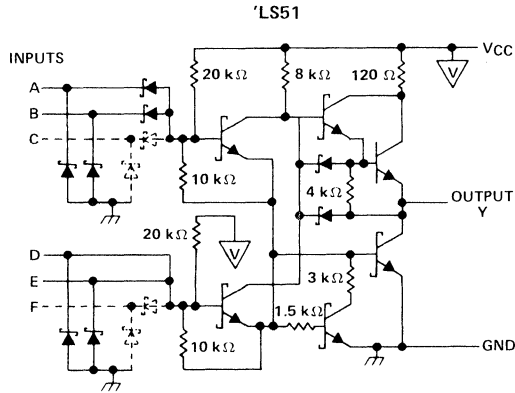 'LS51
INPUTS
VCC
20 kΩ
8 kΩ
120 Ω
V
A
B
C
10 kΩ
4 kΩ
OUTPUT
Y
20 kΩ
V
D
E
F
3 kΩ
1.5 kΩ
10 kΩ
GND